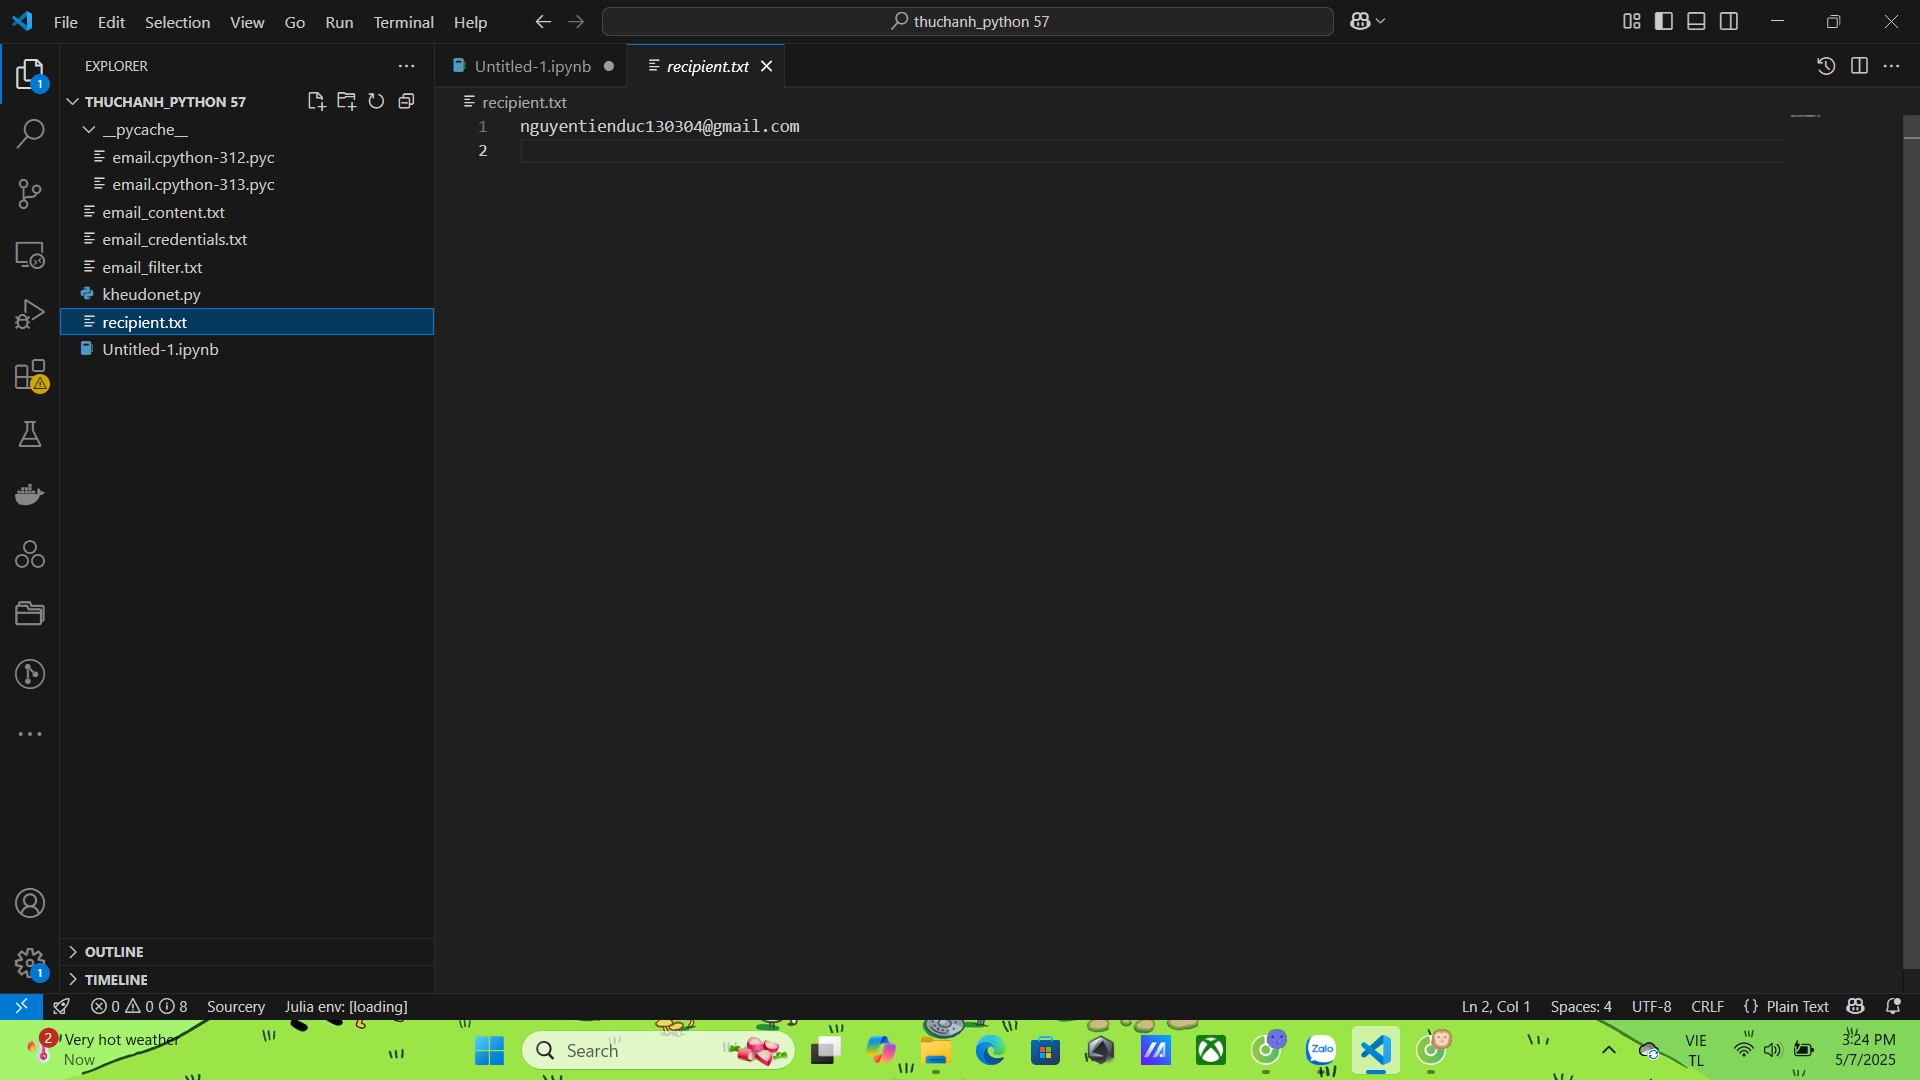 File Edit Selection View Go Run Terminal Help
thuchanh_python 57
EXPLORER
THUCHANH_PYTHON 57
__pycache__
email.cpython-312.pyc
email.cpython-313.pyc
email_content.txt
email_credentials.txt
email_filter.txt
kheudonet.py
recipient.txt
Untitled-1.ipynb
OUTLINE
TIMELINE
1
1
Untitled-1.ipynb
recipient.txt
recipient.txt
1 nguyentienduc130304@gmail.com
2
0 0 8 Sourcery Julia env: [loading]
Ln 2, Col 1 Spaces: 4 UTF-8 CRLF {} Plain Text
2
Very hot weather
Now
Search
Zalo
VIE
TL
3:24 PM
5/7/2025